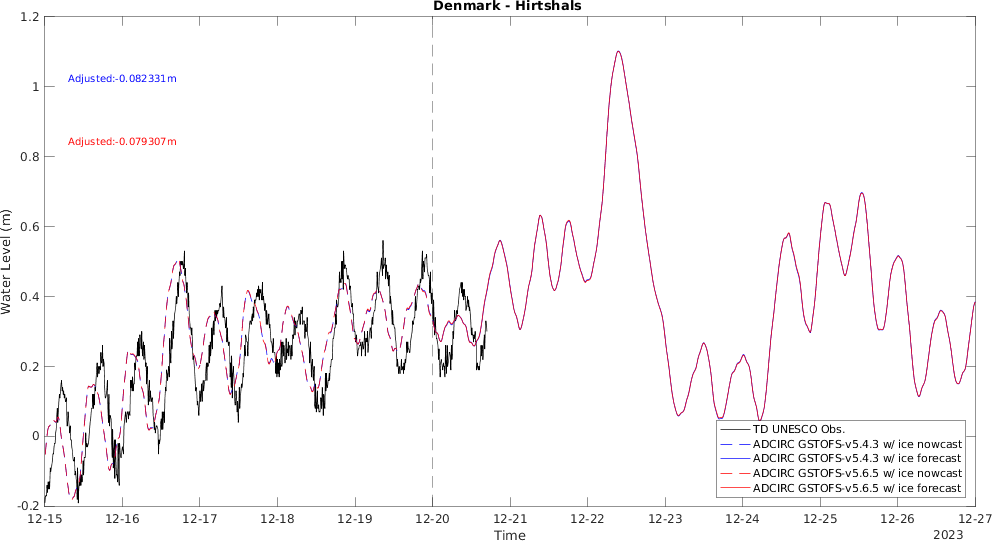 Denmark - Hirtshals
Adjusted:-0.082331m
Adjusted:-0.079307m
Water Level (m)
1.2
1
0.8
0.6
0.4
0.2
0
-0.2
12-15 12-16 12-17 12-18 12-19 12-20 12-21 12-22 12-23 12-24 12-25 12-26 12-27
Time
2023
TD UNESCO Obs.
ADCIRC GSTOFS-v5.4.3 w/ ice nowcast
ADCIRC GSTOFS-v5.4.3 w/ ice forecast
ADCIRC GSTOFS-v5.6.5 w/ ice nowcast
ADCIRC GSTOFS-v5.6.5 w/ ice forecast